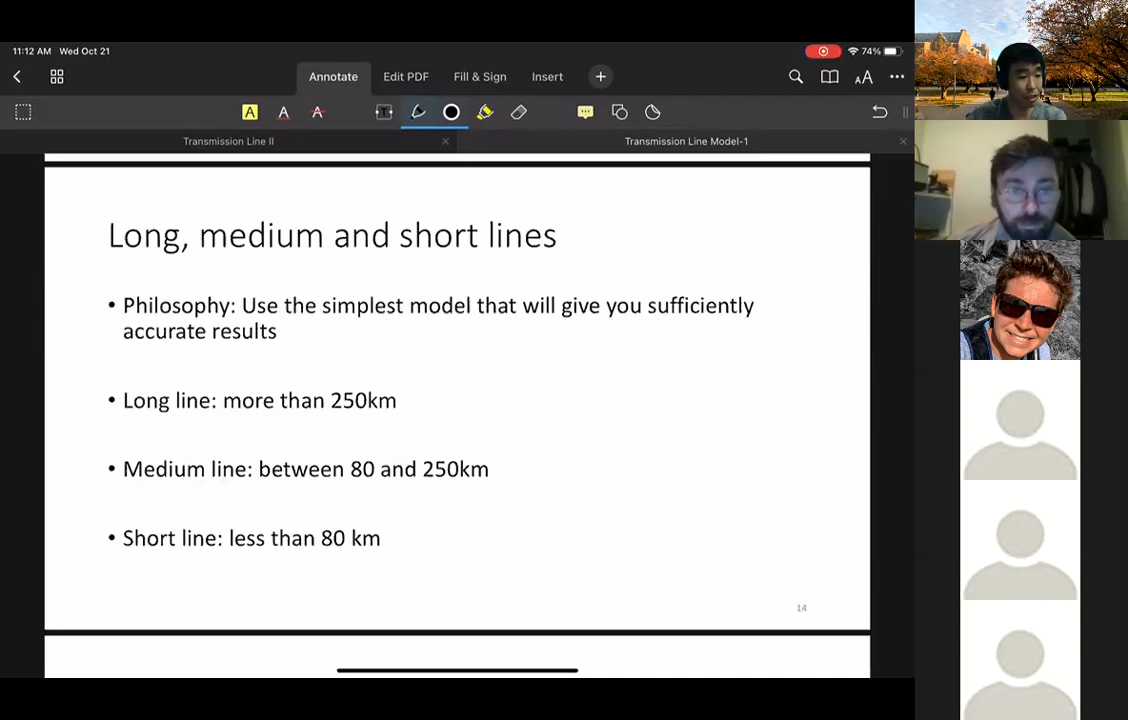 11:12 AM Wed Oct 21
74%
Annotate Edit PDF Fill & Sign Insert
A A A T AA
Transmission Line II
Transmission Line Model-1
Long, medium and short lines
• Philosophy: Use the simplest model that will give you sufficiently
accurate results
• Long line: more than 250km
• Medium line: between 80 and 250km
• Short line: less than 80 km
14